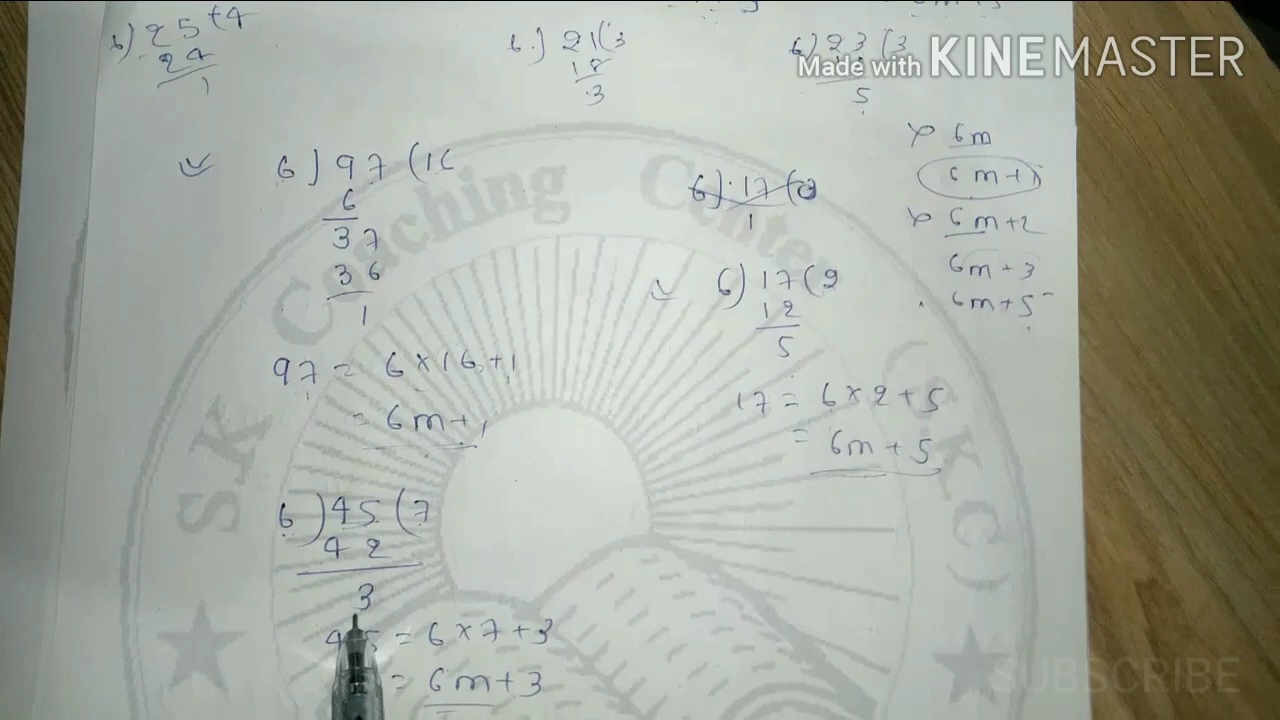 6) 25 (4
24
1
6) 21 (3
18
3
6) 23 (3
5
Made with KINEMASTER
6) 97 (16
6
37
36
1
97 = 6 × 16 + 1
= 6m + 1
6) 17 (
1
6) 17 (2
12
5
17 = 6 × 2 + 5
= 6m + 5
6m
6m + 1
6m + 2
6m + 3
6m + 5
6) 45 (7
42
3
45 = 6 × 7 + 3
= 6m + 3
SK Coaching Center (S.K.C)
SUBSCRIBE